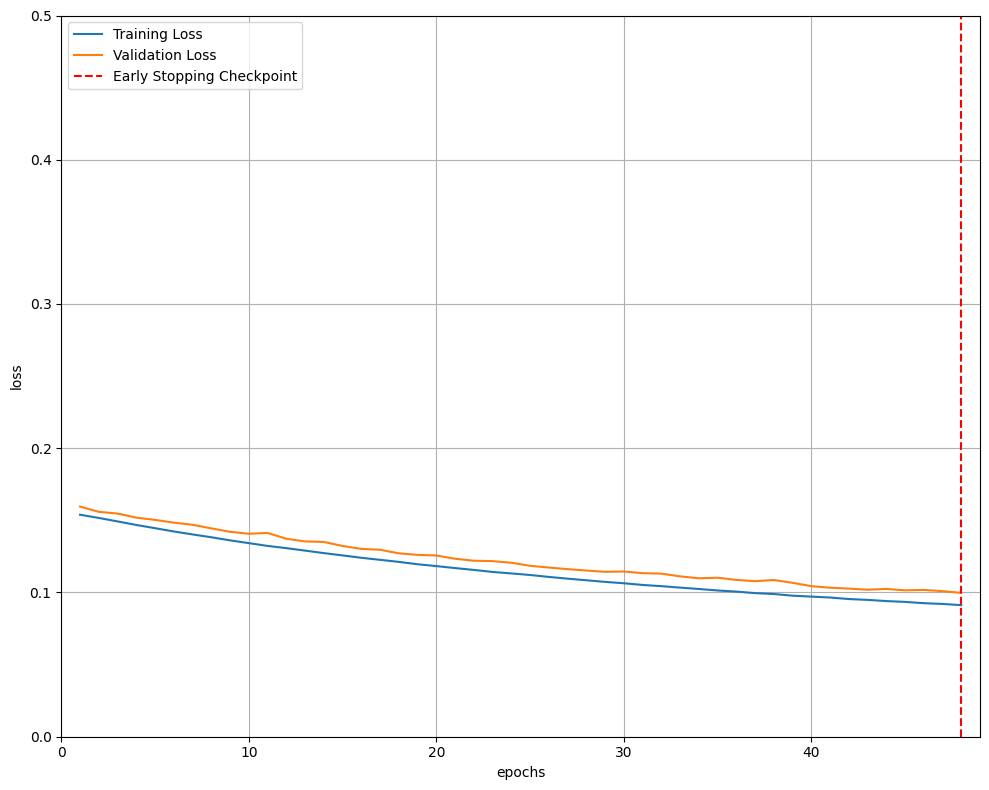 Training Loss
Validation Loss
Early Stopping Checkpoint
0.5
0.4
0.3
0.2
0.1
0.0
loss
0 10 20 30 40
epochs